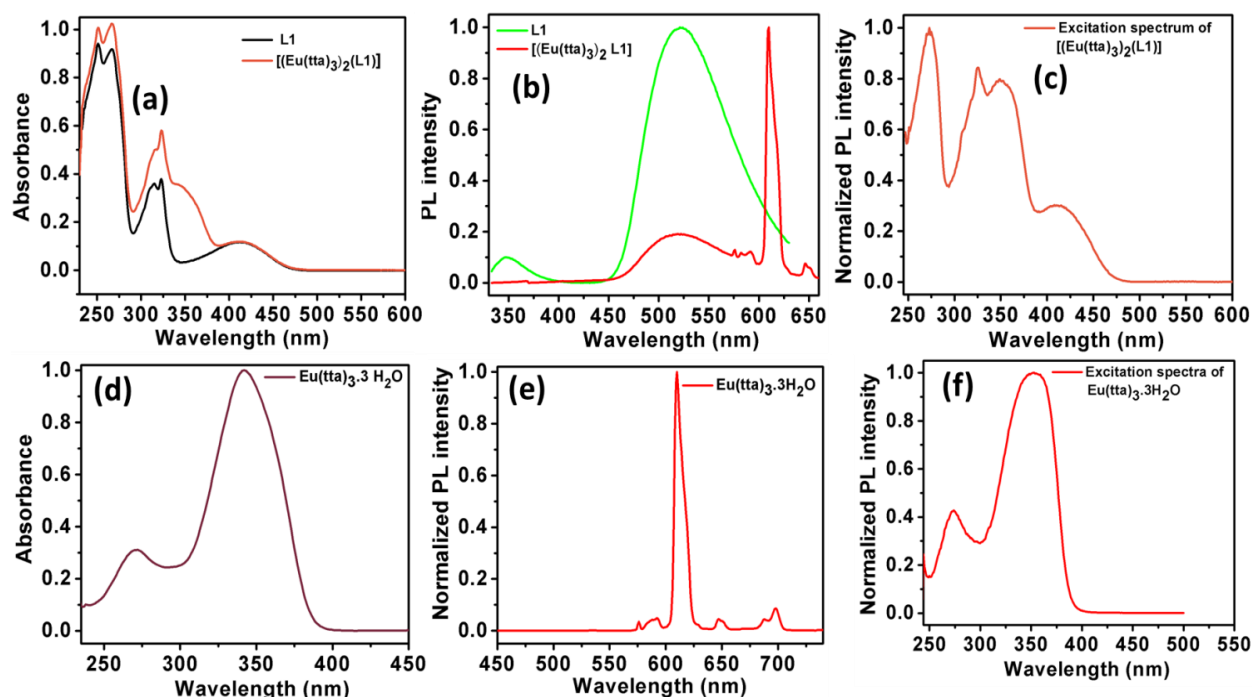 (a)
L1
[(Eu(tta)3)2(L1)]
Absorbance
1.0
0.8
0.6
0.4
0.2
0.0
250 300 350 400 450 500 550 600
Wavelength (nm)
(b)
L1
[(Eu(tta)3)2 L1]
PL intensity
1.0
0.8
0.6
0.4
0.2
0.0
350 400 450 500 550 600 650
Wavelength (nm)
(c)
Excitation spectrum of
[(Eu(tta)3)2(L1)]
Normalized PL intensity
1.0
0.8
0.6
0.4
0.2
0.0
250 300 350 400 450 500 550 600
Wavelength (nm)
(d)
Eu(tta)3.3 H2O
Absorbance
1.0
0.8
0.6
0.4
0.2
0.0
250 300 350 400 450
Wavelength (nm)
(e)
Eu(tta)3.3H2O
Normalized PL intensity
1.0
0.8
0.6
0.4
0.2
0.0
450 500 550 600 650 700
Wavelength (nm)
(f)
Excitation spectra of
Eu(tta)3.3H2O
Normalized PL intensity
1.0
0.8
0.6
0.4
0.2
0.0
250 300 350 400 450 500 550
Wavelength (nm)